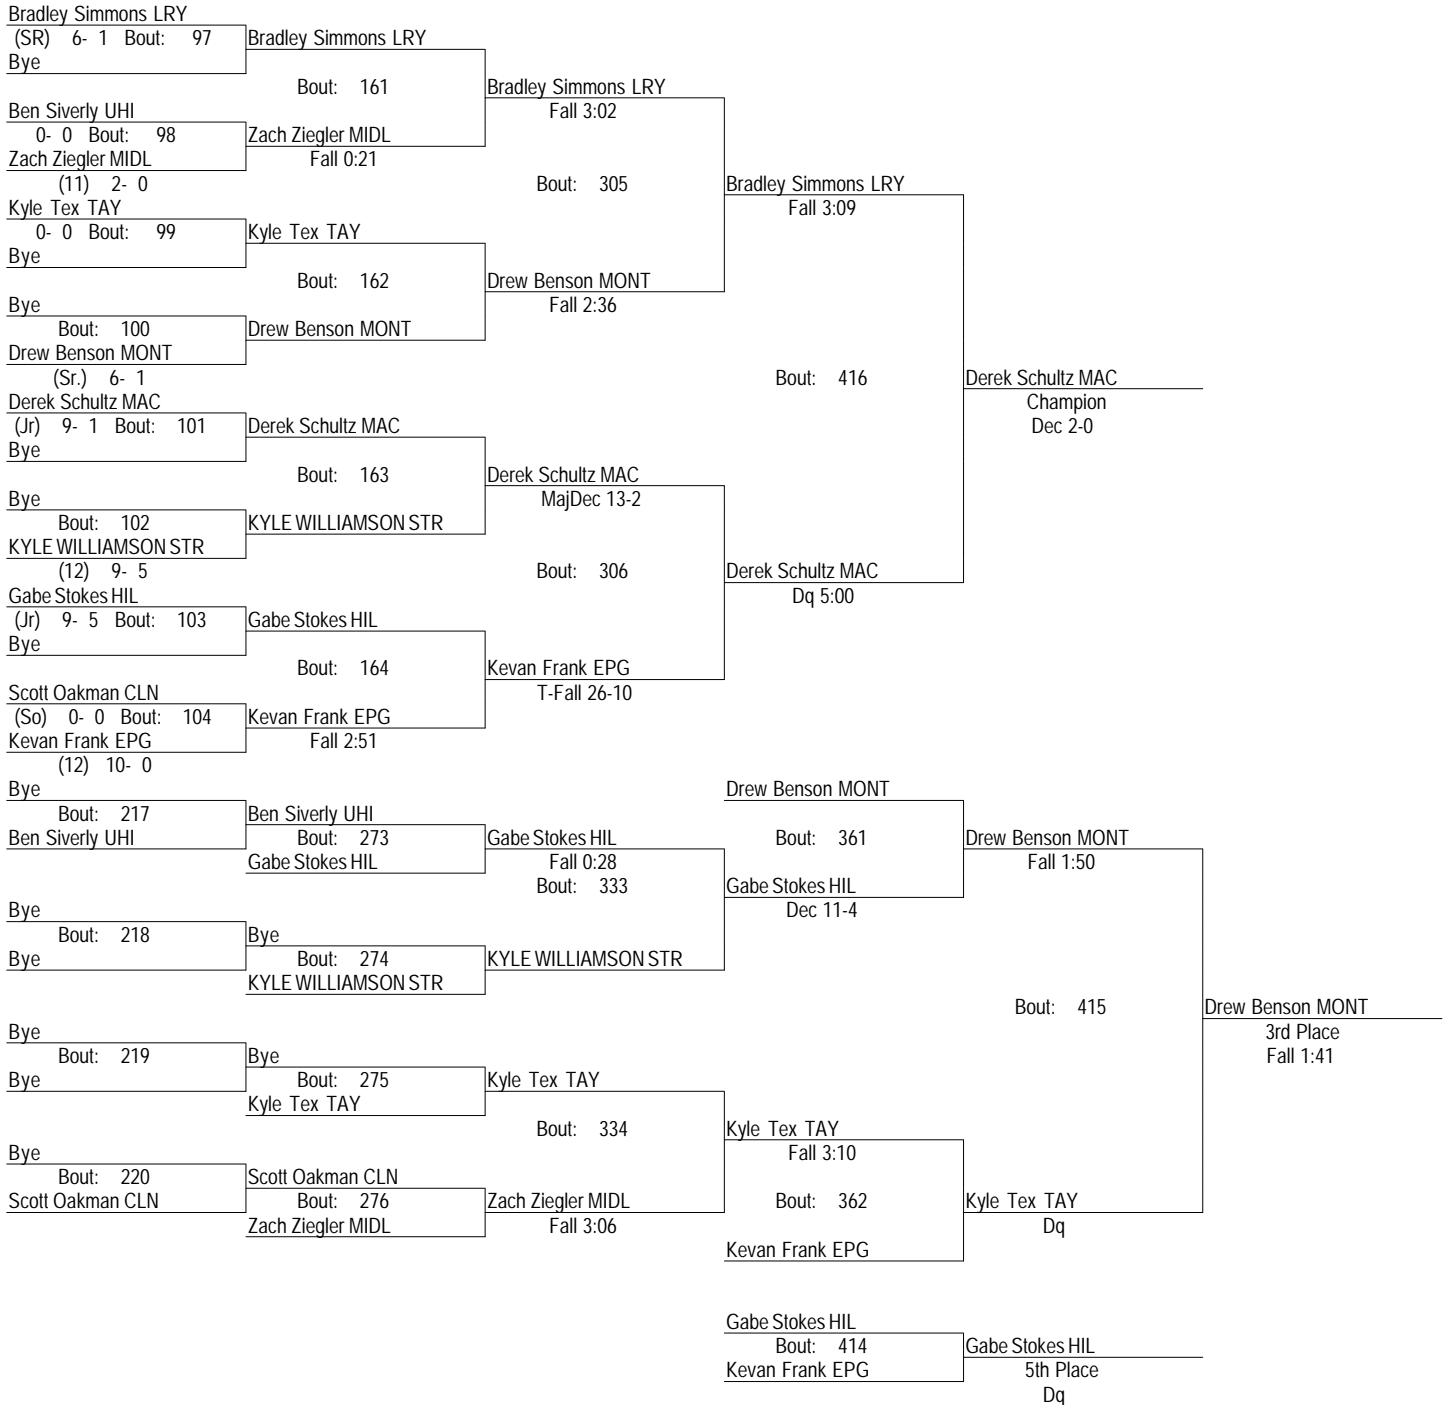 Bradley Simmons LRY
(SR) 6- 1 Bout: 97 Bradley Simmons LRY
Bye
Bout: 161 Bradley Simmons LRY
Ben Siverly UHI Fall 3:02
0- 0 Bout: 98 Zach Ziegler MIDL
Zach Ziegler MIDL Fall 0:21
(11) 2- 0 Bout: 305 Bradley Simmons LRY
Kyle Tex TAY Fall 3:09
0- 0 Bout: 99 Kyle Tex TAY
Bye
Bout: 162 Drew Benson MONT
Bye Fall 2:36
Bout: 100 Drew Benson MONT
Drew Benson MONT
(Sr.) 6- 1 Bout: 416 Derek Schultz MAC
Derek Schultz MAC Champion
(Jr) 9- 1 Bout: 101 Derek Schultz MAC Dec 2-0
Bye
Bout: 163 Derek Schultz MAC
Bye MajDec 13-2
Bout: 102 KYLE WILLIAMSON STR
KYLE WILLIAMSON STR
(12) 9- 5 Bout: 306 Derek Schultz MAC
Gabe Stokes HIL Dq 5:00
(Jr) 9- 5 Bout: 103 Gabe Stokes HIL
Bye
Bout: 164 Kevan Frank EPG
Scott Oakman CLN T-Fall 26-10
(So) 0- 0 Bout: 104 Kevan Frank EPG
Kevan Frank EPG Fall 2:51
(12) 10- 0
Bye Drew Benson MONT
Bout: 217 Ben Siverly UHI
Ben Siverly UHI Bout: 273 Gabe Stokes HIL Bout: 361 Drew Benson MONT
Gabe Stokes HIL Fall 0:28 Fall 1:50
Bout: 333 Gabe Stokes HIL
Bye Dec 11-4
Bout: 218 Bye
Bye Bout: 274 KYLE WILLIAMSON STR
KYLE WILLIAMSON STR
Bout: 415 Drew Benson MONT
Bye 3rd Place
Bout: 219 Bye Fall 1:41
Bye Bout: 275 Kyle Tex TAY
Kyle Tex TAY
Bout: 334 Kyle Tex TAY
Bye Fall 3:10
Bout: 220 Scott Oakman CLN
Scott Oakman CLN Bout: 276 Zach Ziegler MIDL Bout: 362 Kyle Tex TAY
Zach Ziegler MIDL Fall 3:06 Dq
Kevan Frank EPG
Gabe Stokes HIL
Bout: 414 Gabe Stokes HIL
Kevan Frank EPG 5th Place
Dq